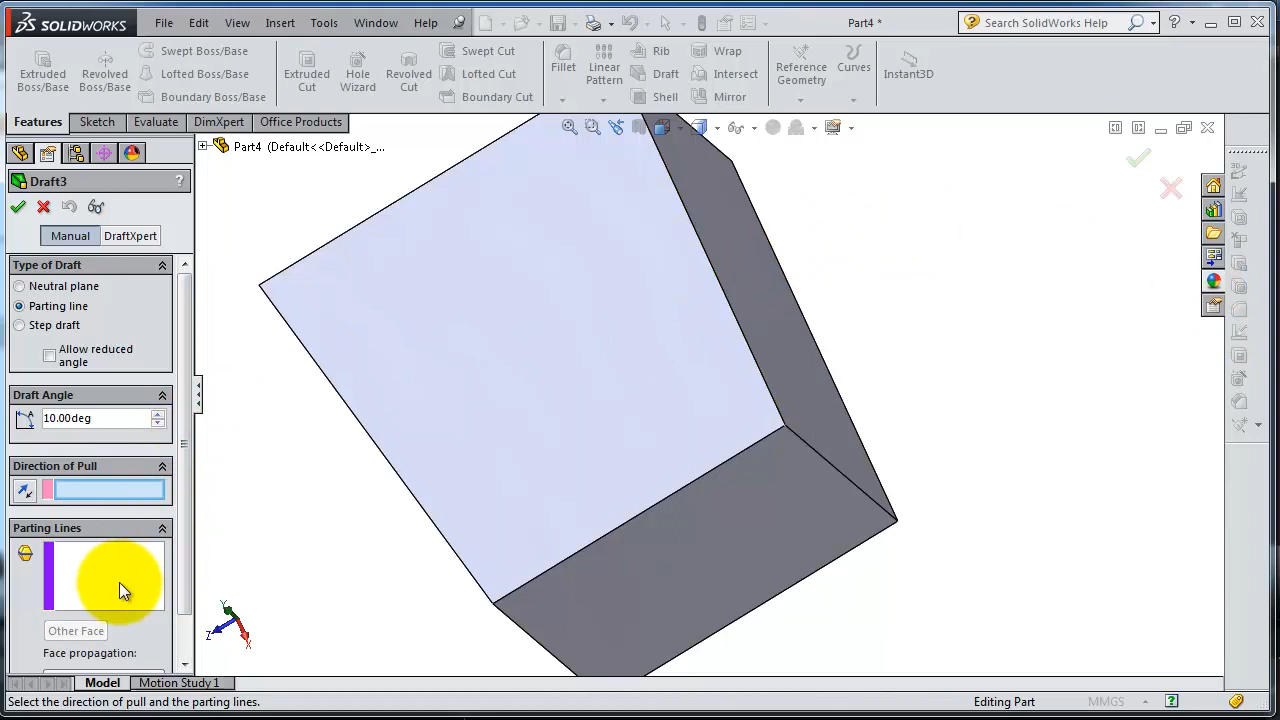 SOLIDWORKS File Edit View Insert Tools Window Help Part4 * Search SolidWorks Help ?
Extruded Boss/Base
Revolved Boss/Base
Swept Boss/Base
Lofted Boss/Base
Boundary Boss/Base
Extruded Cut
Hole Wizard
Revolved Cut
Swept Cut
Lofted Cut
Boundary Cut
Fillet
Linear Pattern
Rib
Draft
Shell
Wrap
Intersect
Mirror
Reference Geometry
Curves
Instant3D
Features Sketch Evaluate DimXpert Office Products
Part4 (Default<<Default>_...
Draft3 ?
Manual DraftXpert
Type of Draft
Neutral plane
Parting line
Step draft
Allow reduced
angle
Draft Angle
10.00deg
Direction of Pull
Parting Lines
Other Face
Face propagation:
Y
Z
X
Model Motion Study 1
Select the direction of pull and the parting lines. Editing Part MMGS ?